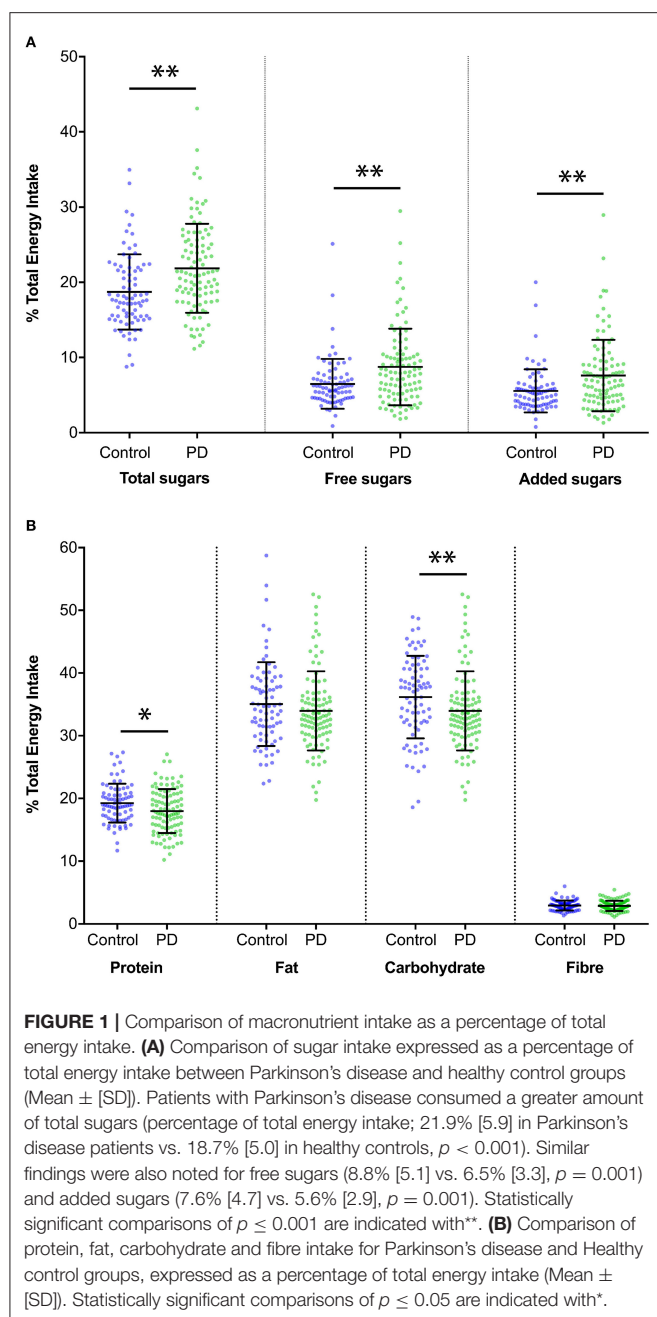 A
50
**
40
**
**
30
% Total Energy Intake
20
10
0
Control PD Control PD Control PD
Total sugars Free sugars Added sugars
B
60
**
50
40
% Total Energy Intake
*
30
20
10
0
Control PD Control PD Control PD Control PD
Protein Fat Carbohydrate Fibre
FIGURE 1 | Comparison of macronutrient intake as a percentage of total
energy intake. (A) Comparison of sugar intake expressed as a percentage of
total energy intake between Parkinson's disease and healthy control groups
(Mean ± [SD]). Patients with Parkinson's disease consumed a greater amount
of total sugars (percentage of total energy intake; 21.9% [5.9] in Parkinson's
disease patients vs. 18.7% [5.0] in healthy controls, p < 0.001). Similar
findings were also noted for free sugars (8.8% [5.1] vs. 6.5% [3.3], p = 0.001)
and added sugars (7.6% [4.7] vs. 5.6% [2.9], p = 0.001). Statistically
significant comparisons of p ≤ 0.001 are indicated with**. (B) Comparison of
protein, fat, carbohydrate and fibre intake for Parkinson's disease and Healthy
control groups, expressed as a percentage of total energy intake (Mean ±
[SD]). Statistically significant comparisons of p ≤ 0.05 are indicated with*.